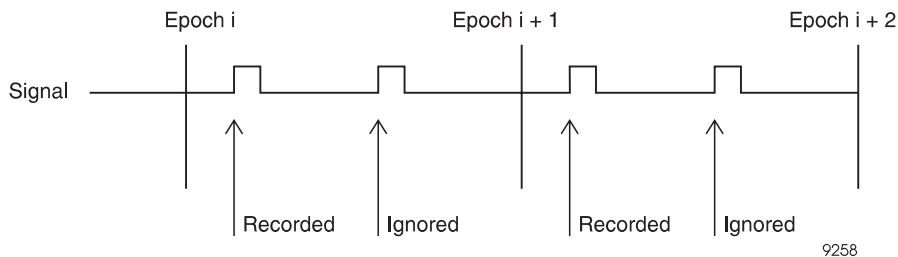 Epoch i Epoch i + 1 Epoch i + 2
Signal
Recorded Ignored Recorded Ignored
9258